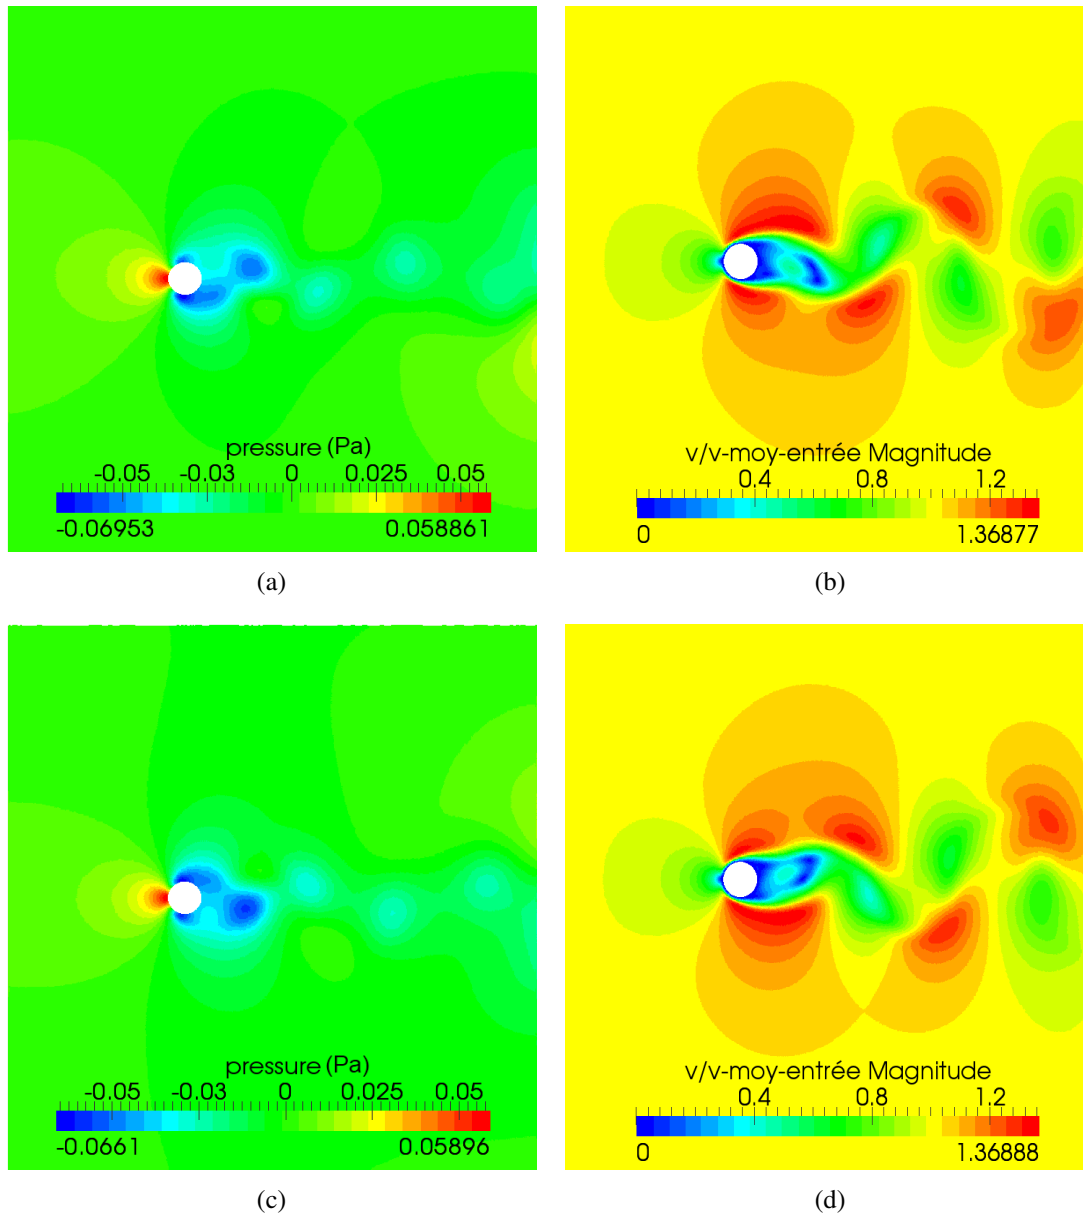 pressure (Pa)
-0.05 -0.03 0 0.025 0.05
-0.06953 0.058861
(a)
v/v-moy-entrée Magnitude
0.4 0.8 1.2
0 1.36877
(b)
pressure (Pa)
-0.05 -0.03 0 0.025 0.05
-0.0661 0.05896
(c)
v/v-moy-entrée Magnitude
0.4 0.8 1.2
0 1.36888
(d)